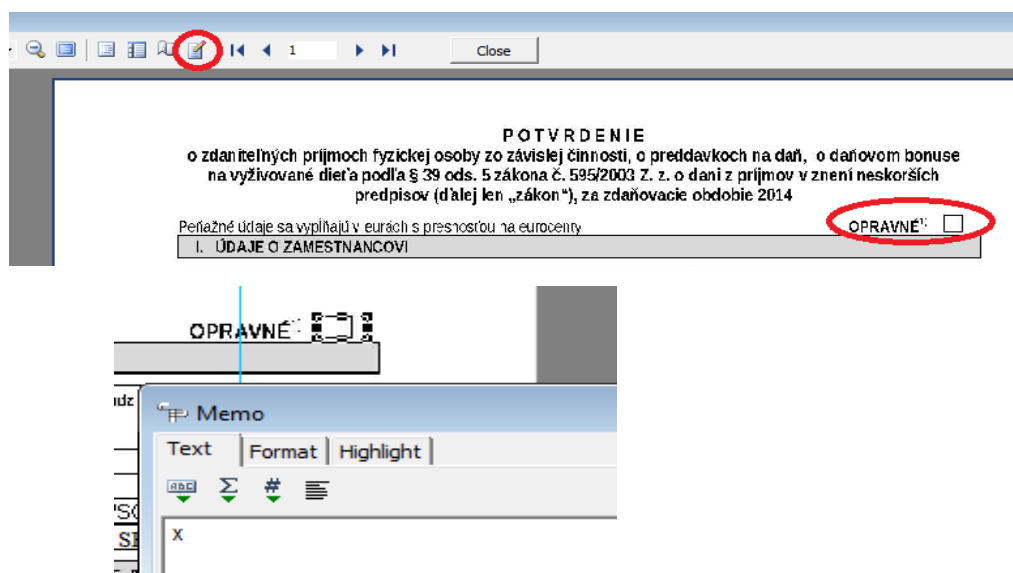 1 Close
P O T V R D E N I E
o zdaniteľných príjmoch fyzickej osoby zo závislej činnosti, o preddavkoch na daň, o daňovom bonuse
na vyživované dieťa podľa § 39 ods. 5 zákona č. 595/2003 Z. z. o dani z príjmov v znení neskorších
predpisov (ďalej len „zákon“), za zdaňovacie obdobie 2014
Peňažné údaje sa vypĺňajú v eurách s presnosťou na eurocenty OPRAVNÉ
I. ÚDAJE O ZAMESTNANCOVI
OPRAVNÉ
Memo
Text Format Highlight
x